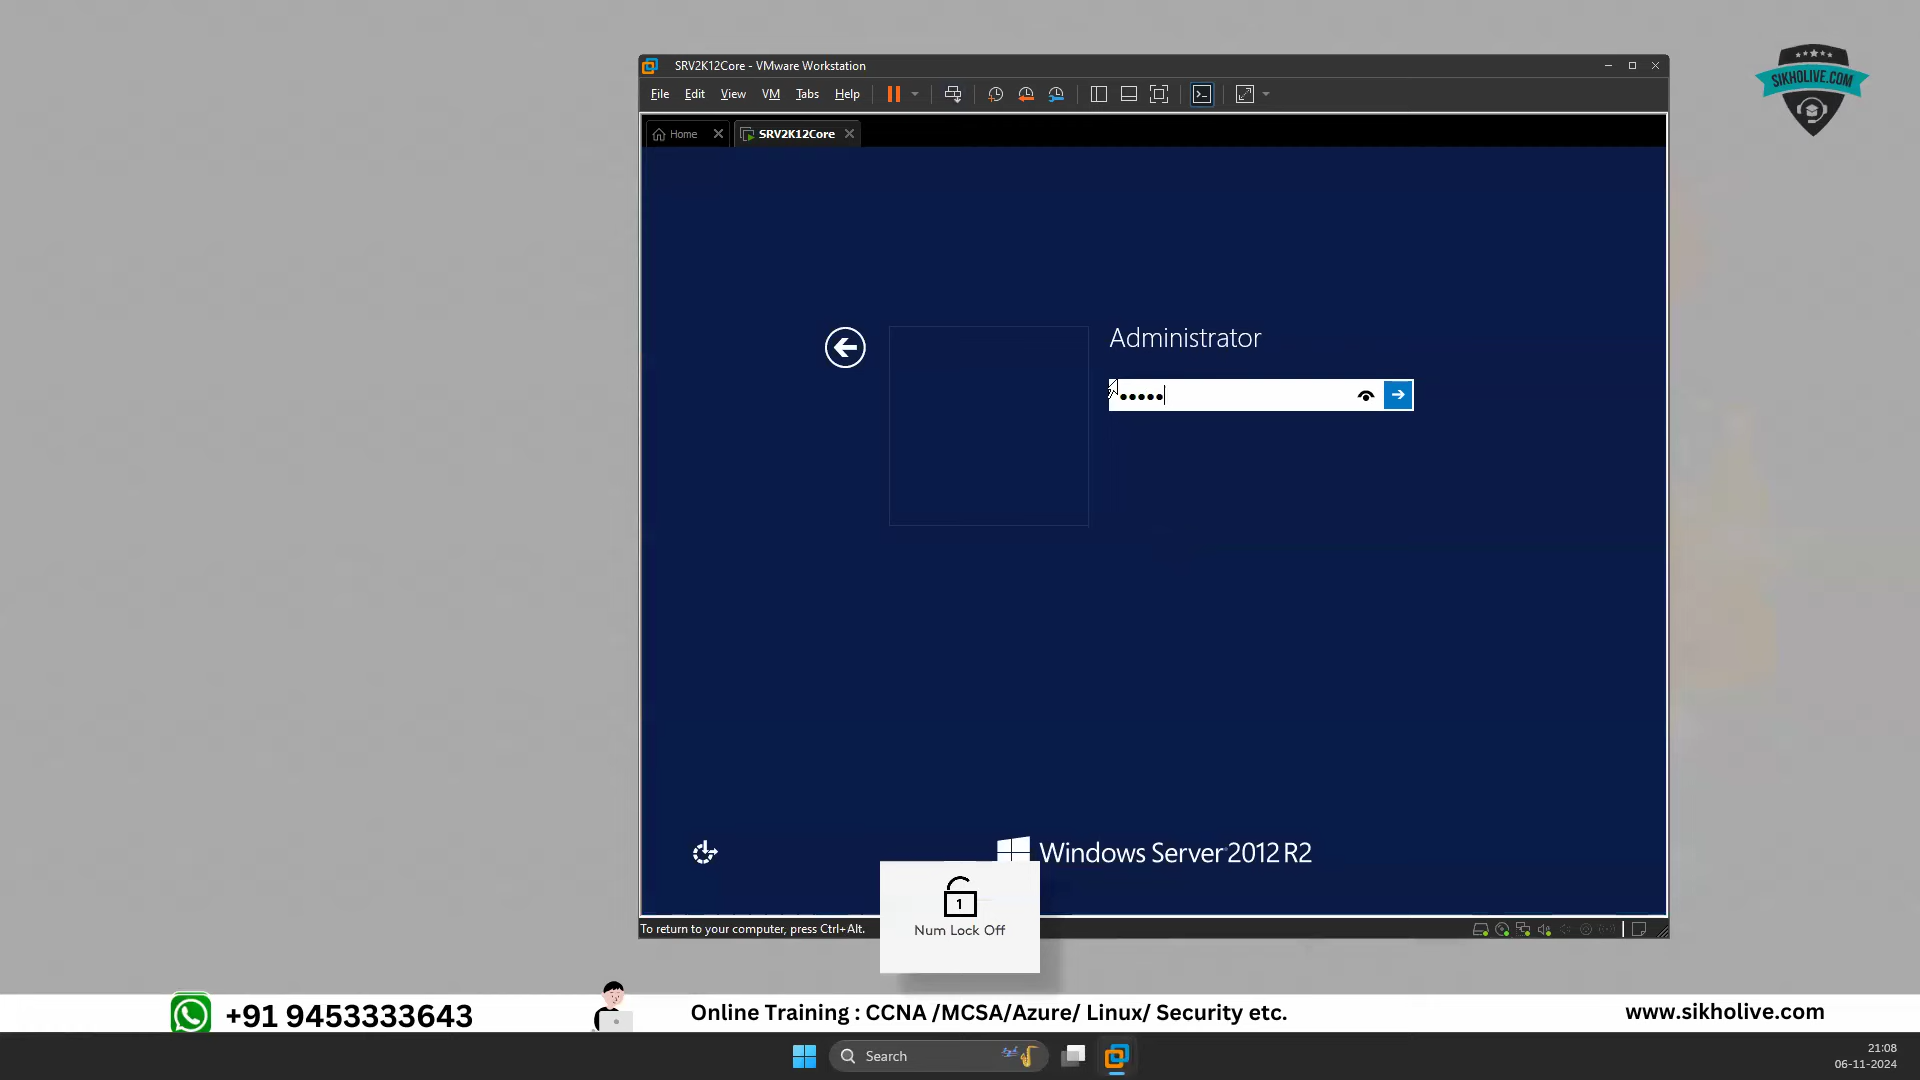 SRV2K12Core - VMware Workstation
File Edit View VM Tabs Help
Home SRV2K12Core
SIKHOLIVE.COM
Administrator
•••••
Windows Server 2012 R2
1
Num Lock Off
To return to your computer, press Ctrl+Alt.
+91 9453333643
Online Training : CCNA /MCSA/Azure/ Linux/ Security etc.
www.sikholive.com
Search
21:08
06-11-2024